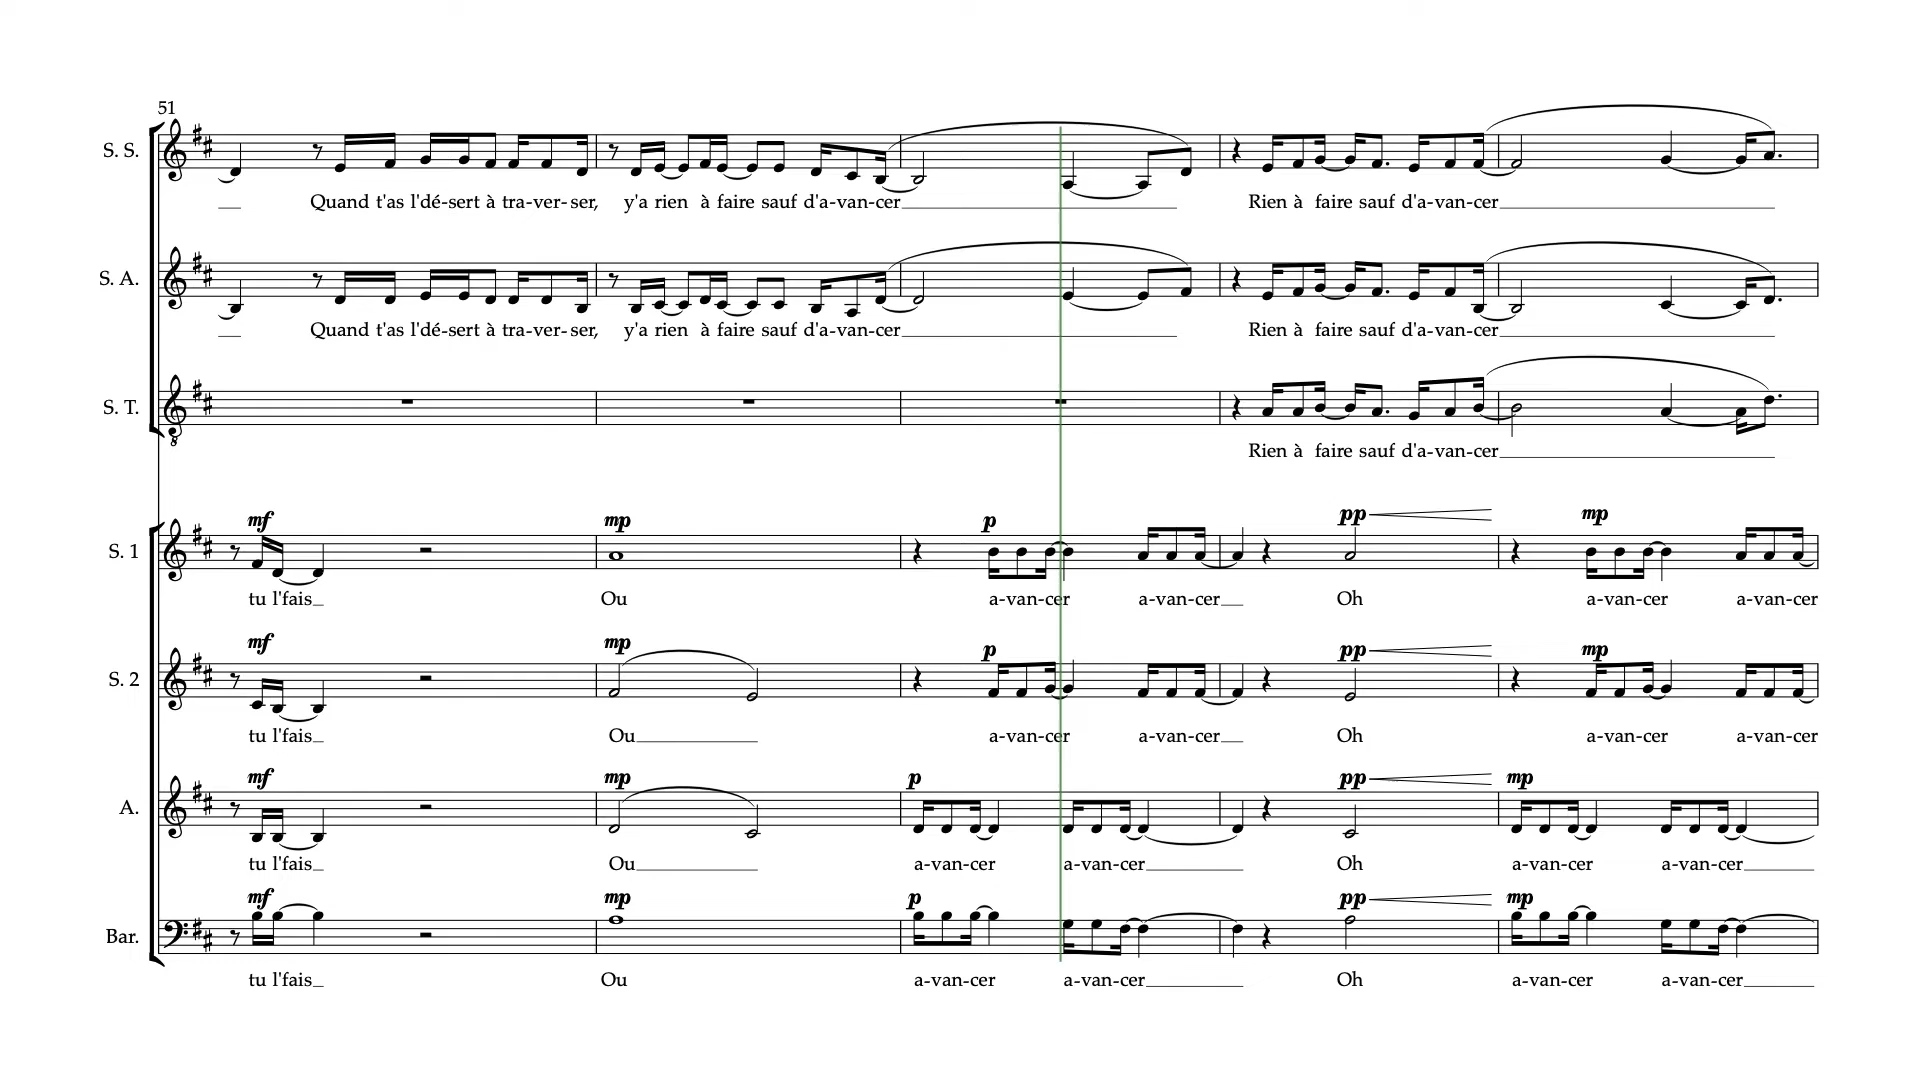 51
S. S.
Quand t'as l'dé-sert à tra-ver-ser, y'a rien à faire sauf d'a-van-cer Rien à faire sauf d'a-van-cer
S. A.
Quand t'as l'dé-sert à tra-ver-ser, y'a rien à faire sauf d'a-van-cer Rien à faire sauf d'a-van-cer
S. T.
Rien à faire sauf d'a-van-cer
mf mp p pp mp
S. 1
tu l'fais Ou a-van-cer a-van-cer Oh a-van-cer a-van-cer
mf mp p pp mp
S. 2
tu l'fais Ou a-van-cer a-van-cer Oh a-van-cer a-van-cer
mf mp p pp mp
A.
tu l'fais Ou a-van-cer a-van-cer Oh a-van-cer a-van-cer
mf mp p pp mp
Bar.
tu l'fais Ou a-van-cer a-van-cer Oh a-van-cer a-van-cer